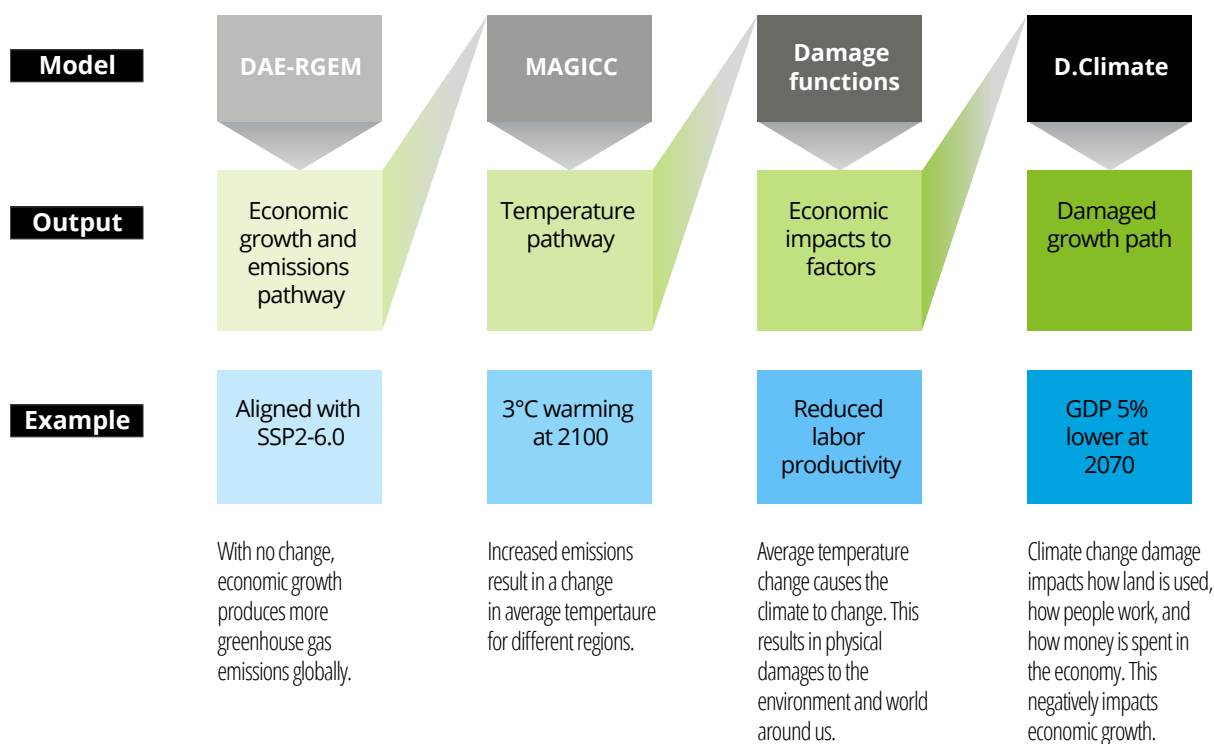 Model
DAE-RGEM
MAGICC
Damage
functions
D.Climate
Output
Economic
growth and
emissions
pathway
Temperature
pathway
Economic
impacts to
factors
Damaged
growth path
Example
Aligned with
SSP2-6.0
3°C warming
at 2100
Reduced
labor
productivity
GDP 5%
lower at
2070
With no change,
economic growth
produces more
greenhouse gas
emissions globally.
Increased emissions
result in a change
in average tempertaure
for different regions.
Average temperature
change causes the
climate to change. This
results in physical
damages to the
environment and world
around us.
Climate change damage
impacts how land is used,
how people work, and
how money is spent in
the economy. This
negatively impacts
economic growth.